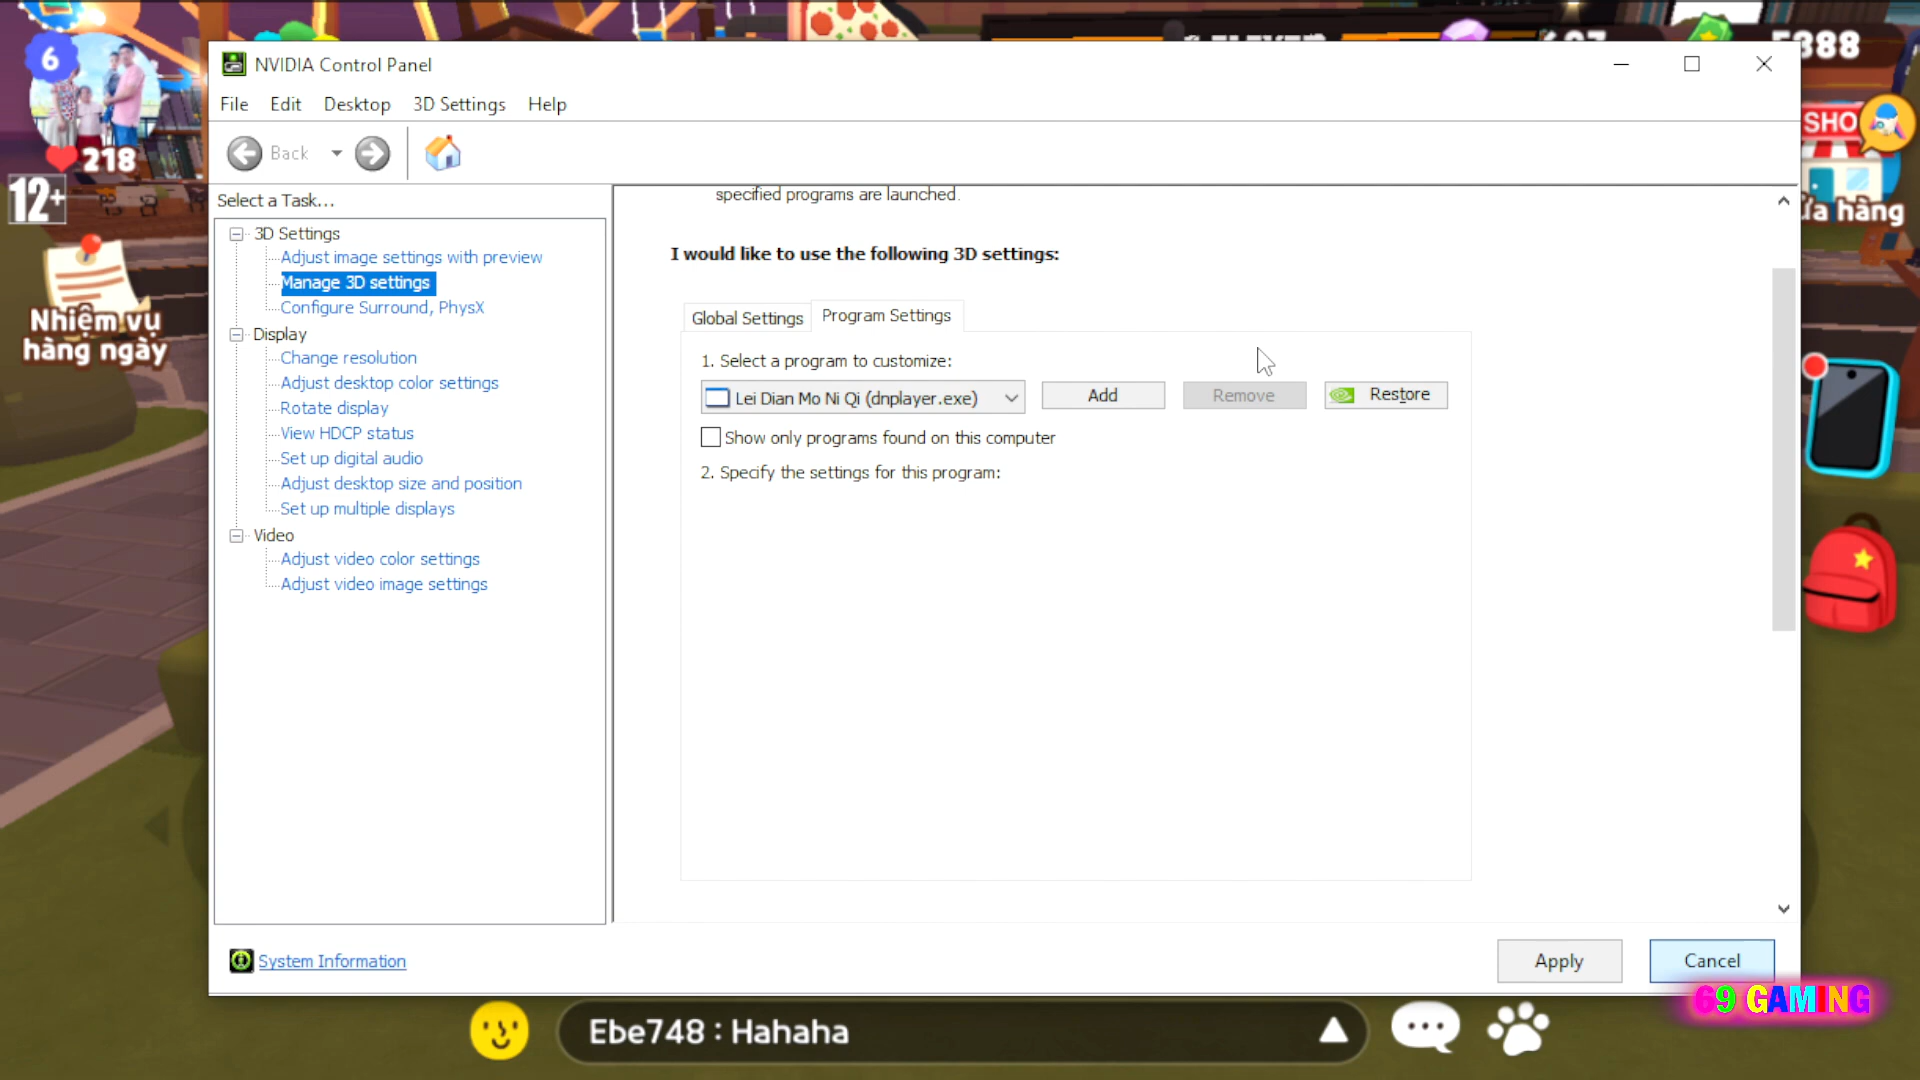 6
218
12+
Nhiệm vụ
hàng ngày
5388
SHO
ửa hàng
NVIDIA Control Panel
File Edit Desktop 3D Settings Help
Back
Select a Task...
3D Settings
Adjust image settings with preview
Manage 3D settings
Configure Surround, PhysX
Display
Change resolution
Adjust desktop color settings
Rotate display
View HDCP status
Set up digital audio
Adjust desktop size and position
Set up multiple displays
Video
Adjust video color settings
Adjust video image settings
System Information
specified programs are launched.
I would like to use the following 3D settings:
Global Settings Program Settings
1. Select a program to customize:
Lei Dian Mo Ni Qi (dnplayer.exe) Add Remove Restore
Show only programs found on this computer
2. Specify the settings for this program:
Apply Cancel
69 GAMING
Ebe748 : Hahaha